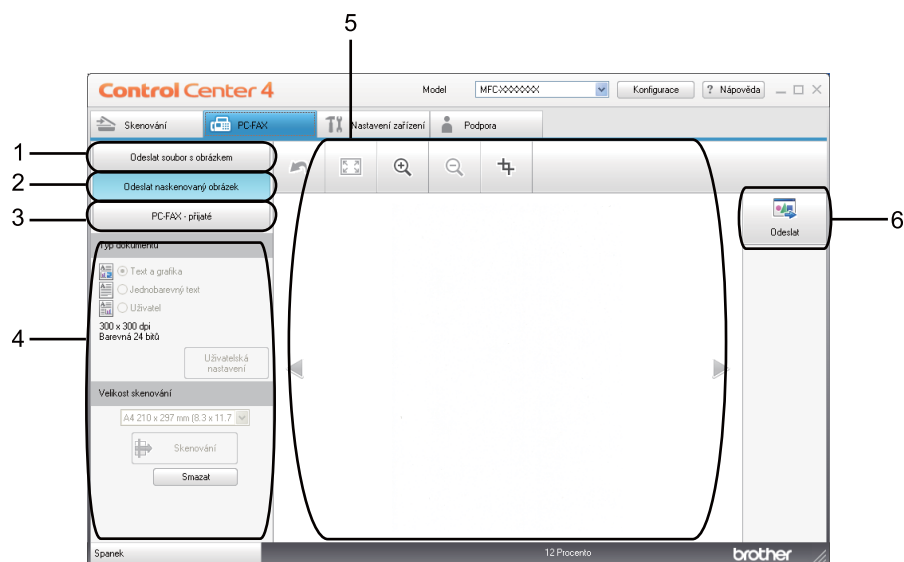 5
Control Center 4
Model
MFC-XXXXXX
Konfigurace
? Nápověda
Skenování
PC-FAX
Nastavení zařízení
Podpora
1
Odeslat soubor s obrázkem
2
Odeslat naskenovaný obrázek
3
PC-FAX - přijaté
Odeslat
6
Typ dokumentu
Text a grafika
Jednobarevný text
Uživatel
300 x 300 dpi
Barevná 24 bitů
4
Uživatelská
nastavení
Velikost skenování
A4 210 x 297 mm (8.3 x 11.7
Skenování
Smazat
Spanek
12 Procento
brother